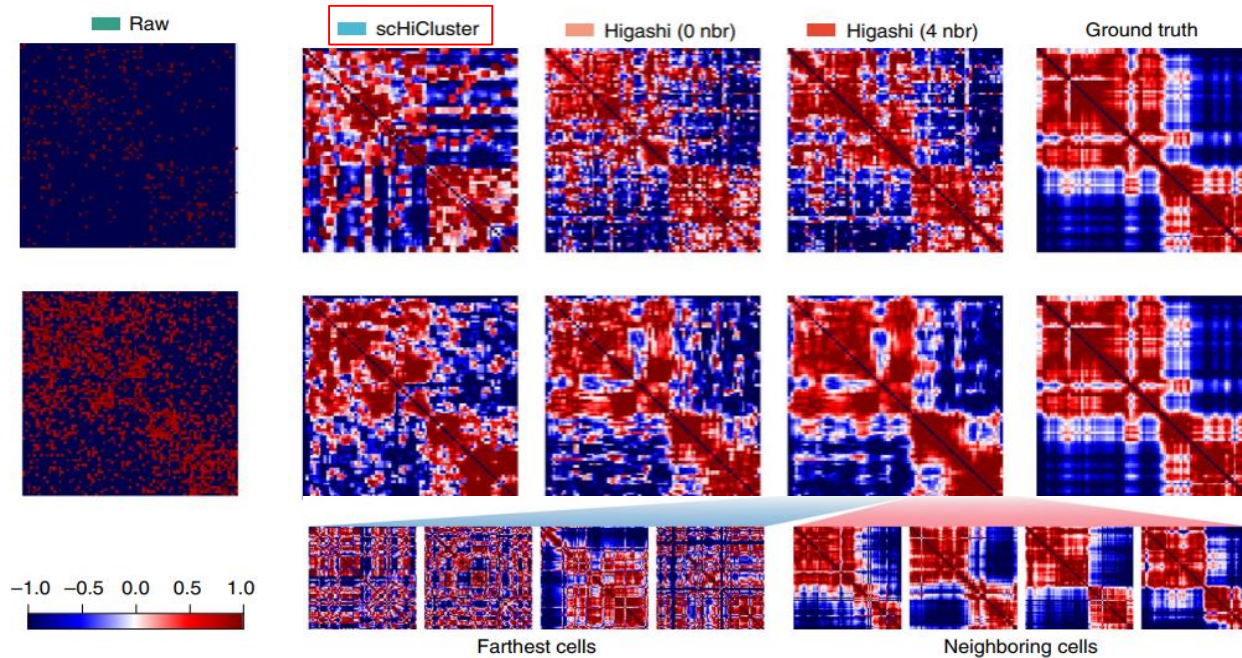 Raw
scHiCluster
Higashi (0 nbr)
Higashi (4 nbr)
Ground truth
−1.0 −0.5 0.0 0.5 1.0
Farthest cells
Neighboring cells